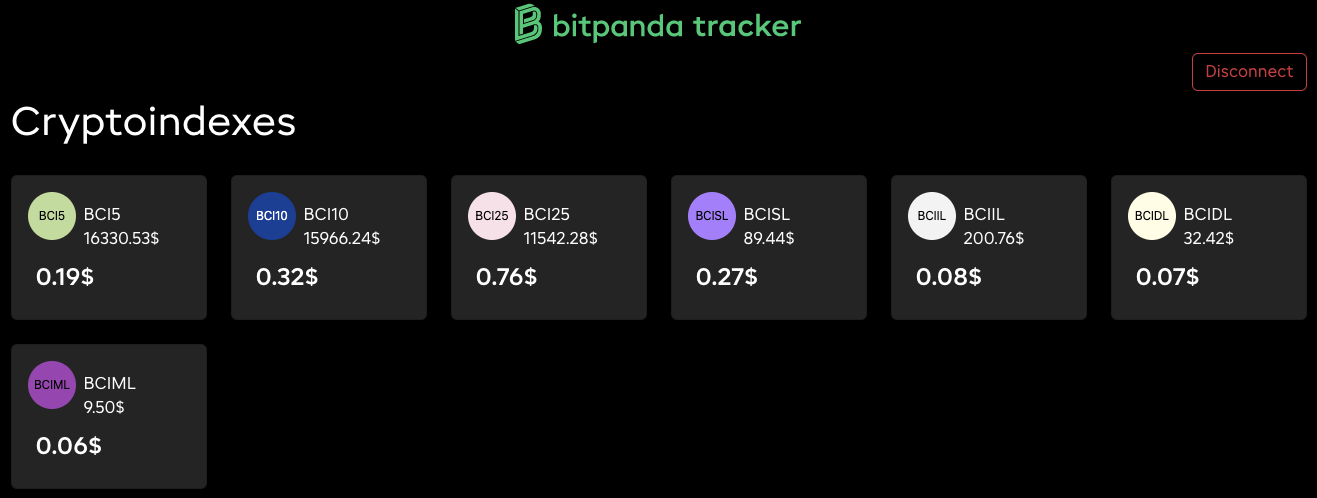 bitpanda tracker
Disconnect
Cryptoindexes
BCI5
BCI5
16330.53$
0.19$
BCI10
BCI10
15966.24$
0.32$
BCI25
BCI25
11542.28$
0.76$
BCISL
BCISL
89.44$
0.27$
BCIIL
BCIIL
200.76$
0.08$
BCIDL
BCIDL
32.42$
0.07$
BCIML
BCIML
9.50$
0.06$